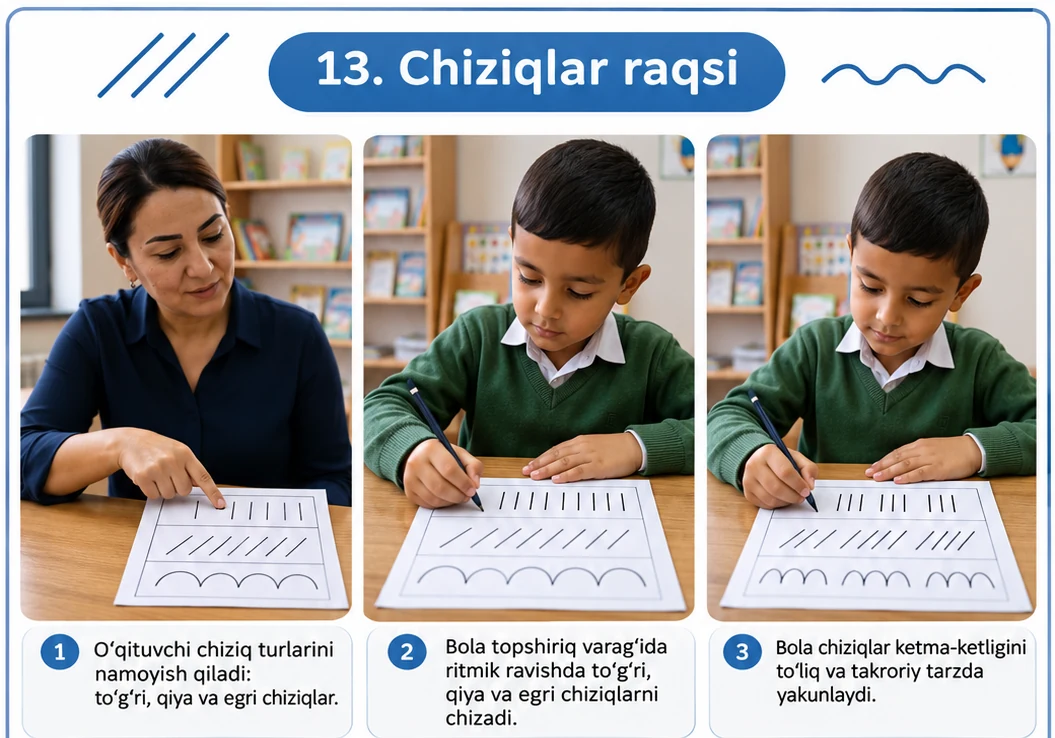 13. Chiziqlar raqsi
1
O‘qituvchi chiziq turlarini
namoyish qiladi:
to‘g‘ri, qiya va egri chiziqlar.
2
Bola topshiriq varag‘ida
ritmik ravishda to‘g‘ri,
qiya va egri chiziqlarni
chizadi.
3
Bola chiziqlar ketma-ketligini
to‘liq va takroriy tarzda
yakunlaydi.